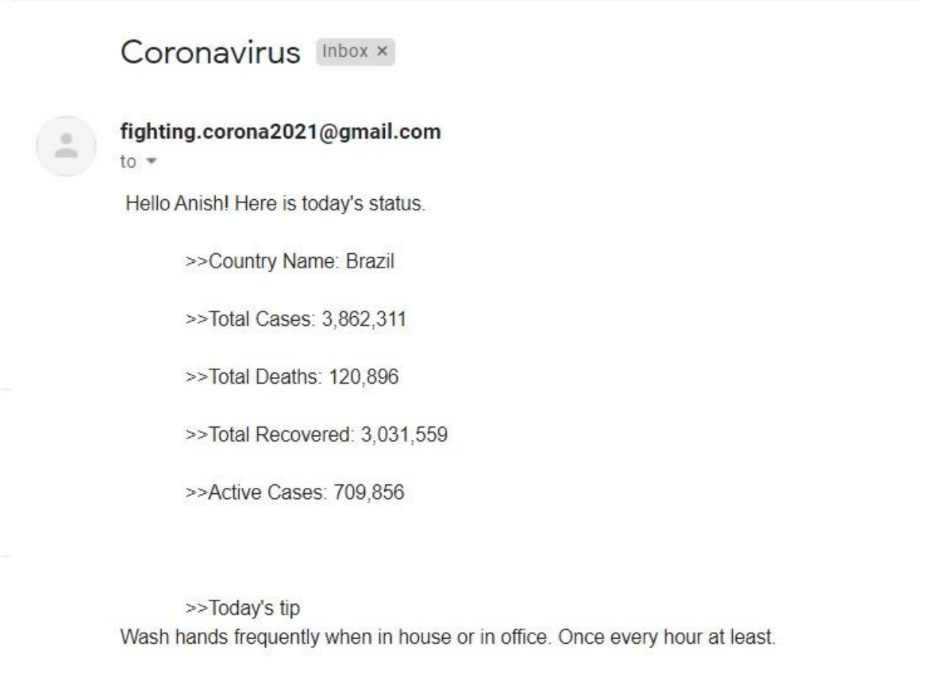 Coronavirus Inbox ×
fighting.corona2021@gmail.com
to
Hello Anish! Here is today's status.
>>Country Name: Brazil
>>Total Cases: 3,862,311
>>Total Deaths: 120,896
>>Total Recovered: 3,031,559
>>Active Cases: 709,856
>>Today's tip
Wash hands frequently when in house or in office. Once every hour at least.